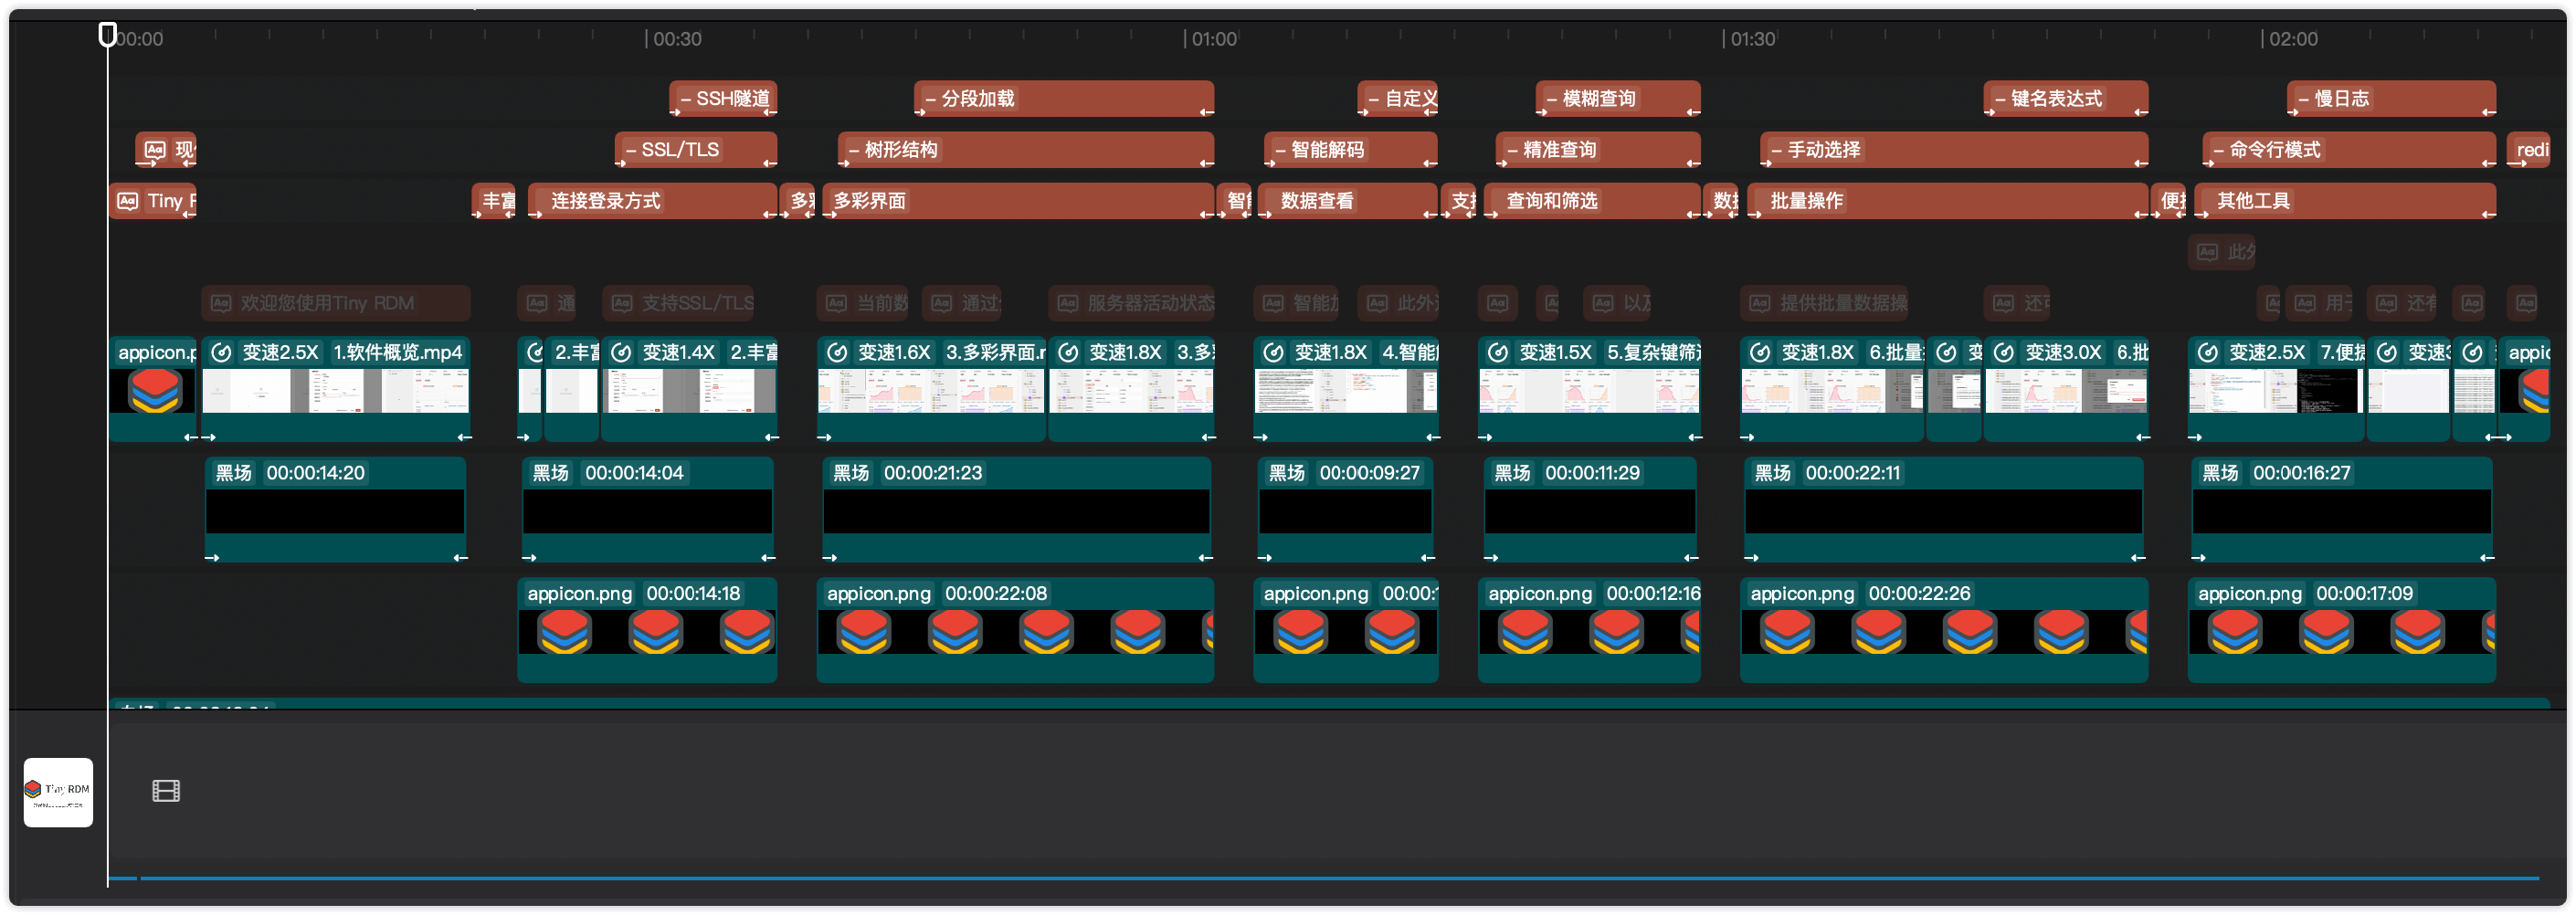 00:00 00:30 01:00 01:30 02:00
– SSH隧道 – 分段加载 – 自定义 – 模糊查询 – 键名表达式 – 慢日志
– SSL/TLS – 树形结构 – 智能解码 – 精准查询 – 手动选择 – 命令行模式 redi
Tiny 丰富 连接登录方式 多彩界面 数据查看 支 查询和筛选 批量操作 其他工具
此外
欢迎您使用Tiny RDM 通 支持SSL/TLS 当前数 通过 服务器活动状态 智能 此外 以及 提供批量数据操 还 用 还有
appicon.p 变速2.5X 1.软件概览.mp4 2.丰富 变速1.4X 2.丰富 变速1.6X 3.多彩界面.m 变速1.8X 3.多 变速1.8X 4.智能 变速1.5X 5.复杂键筛 变速1.8X 6.批量 变速3.0X 6.批 变速2.5X 7.便捷 变速 appic
黑场 00:00:14:20 黑场 00:00:14:04 黑场 00:00:21:23 黑场 00:00:09:27 黑场 00:00:11:29 黑场 00:00:22:11 黑场 00:00:16:27
appicon.png 00:00:14:18 appicon.png 00:00:22:08 appicon.png 00:00:1 appicon.png 00:00:12:16 appicon.png 00:00:22:26 appicon.png 00:00:17:09
Tiny RDM